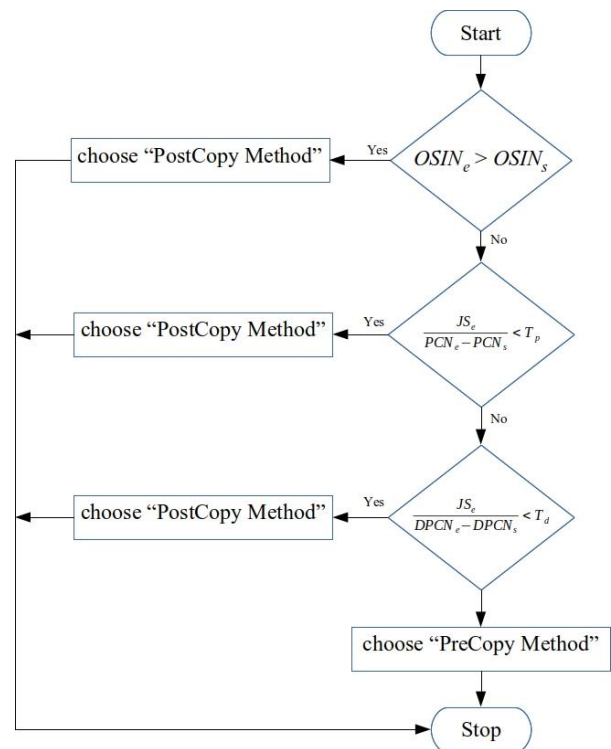 Start
OSIN_e > OSIN_s
Yes
choose “PostCopy Method”
No
JS_e / PCN_e − PCN_s < T_p
Yes
choose “PostCopy Method”
No
JS_e / DPCN_e − DPCN_s < T_d
Yes
choose “PostCopy Method”
choose “PreCopy Method”
Stop